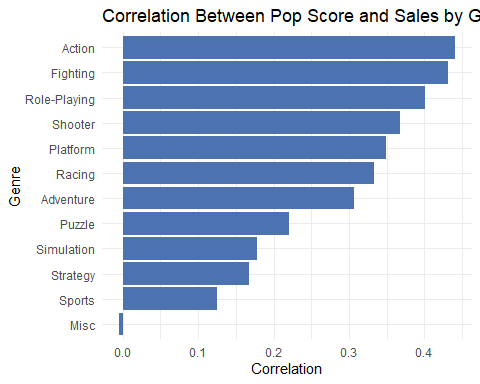 Correlation Between Pop Score and Sales by G
Action
Fighting
Role-Playing
Shooter
Platform
Racing
Adventure
Puzzle
Simulation
Strategy
Sports
Misc
Genre
0.0 0.1 0.2 0.3 0.4
Correlation